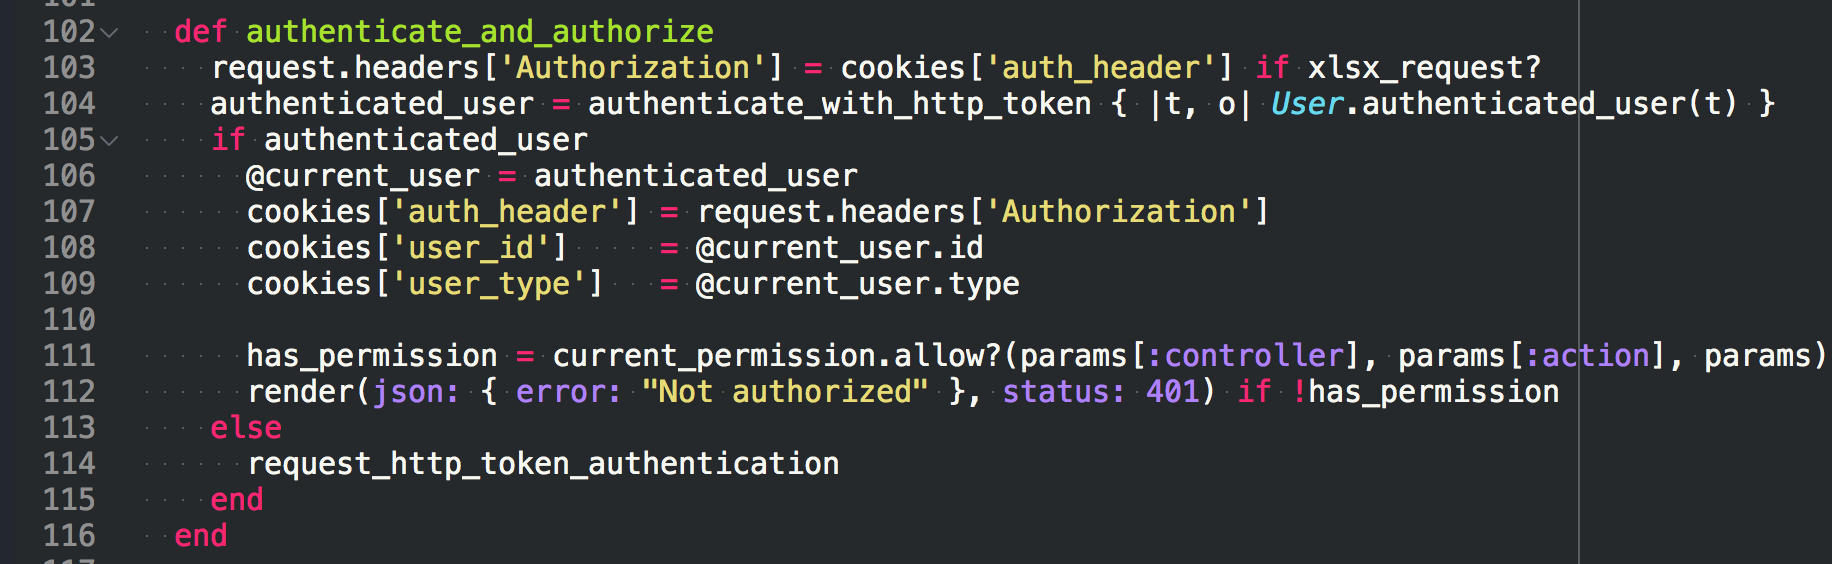 102 def authenticate_and_authorize
103 request.headers['Authorization'] = cookies['auth_header'] if xlsx_request?
104 authenticated_user = authenticate_with_http_token { |t, o| User.authenticated_user(t) }
105 if authenticated_user
106 @current_user = authenticated_user
107 cookies['auth_header'] = request.headers['Authorization']
108 cookies['user_id'] = @current_user.id
109 cookies['user_type'] = @current_user.type
110
111 has_permission = current_permission.allow?(params[:controller], params[:action], params)
112 render(json: { error: "Not authorized" }, status: 401) if !has_permission
113 else
114 request_http_token_authentication
115 end
116 end